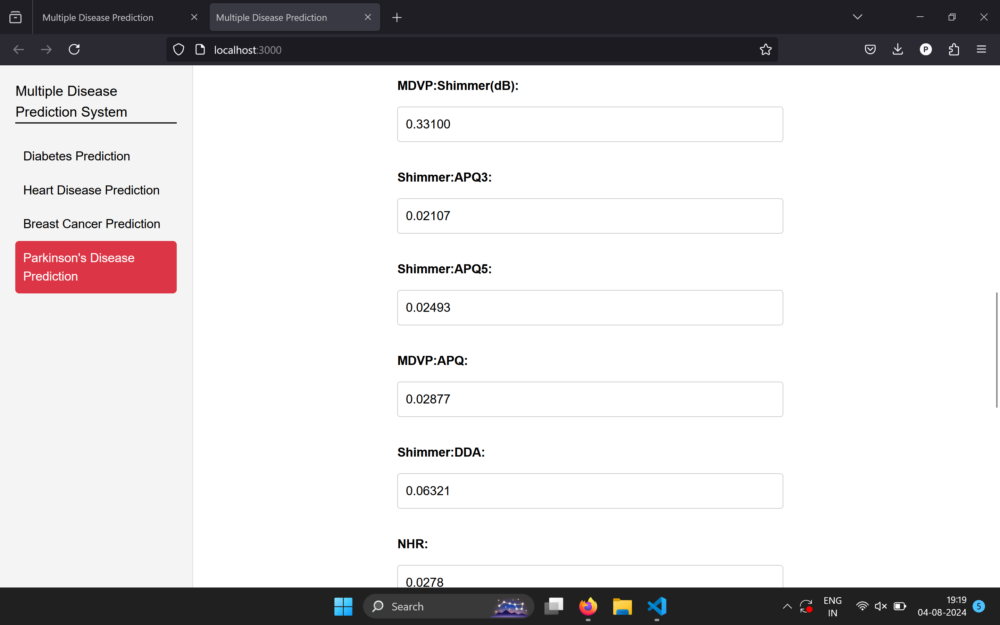 Multiple Disease Prediction
Multiple Disease Prediction
localhost:3000
P
Multiple Disease
Prediction System
Diabetes Prediction
Heart Disease Prediction
Breast Cancer Prediction
Parkinson's Disease
Prediction
MDVP:Shimmer(dB):
0.33100
Shimmer:APQ3:
0.02107
Shimmer:APQ5:
0.02493
MDVP:APQ:
0.02877
Shimmer:DDA:
0.06321
NHR:
0.0278
Search
ENG
IN
19:19
04-08-2024
5